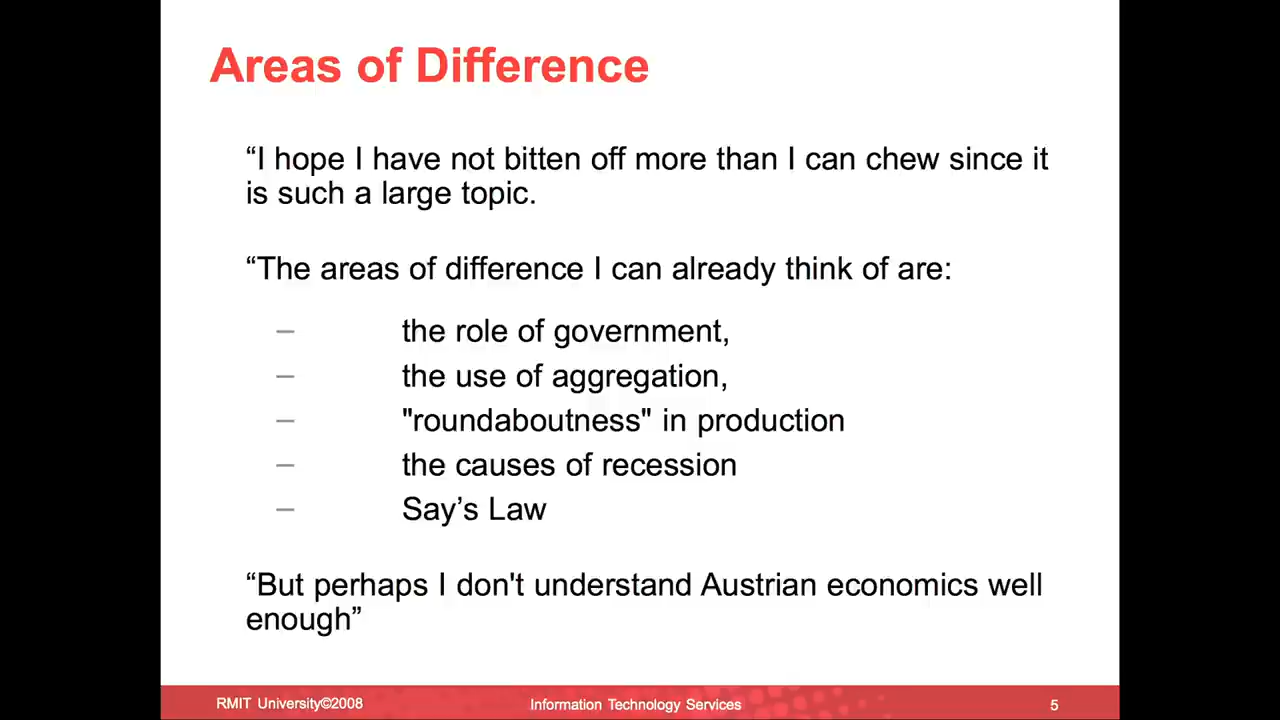 Areas of Difference
“I hope I have not bitten off more than I can chew since it
is such a large topic.
“The areas of difference I can already think of are:
– the role of government,
– the use of aggregation,
– "roundaboutness" in production
– the causes of recession
– Say’s Law
“But perhaps I don't understand Austrian economics well
enough”
RMIT University©2008 Information Technology Services 5